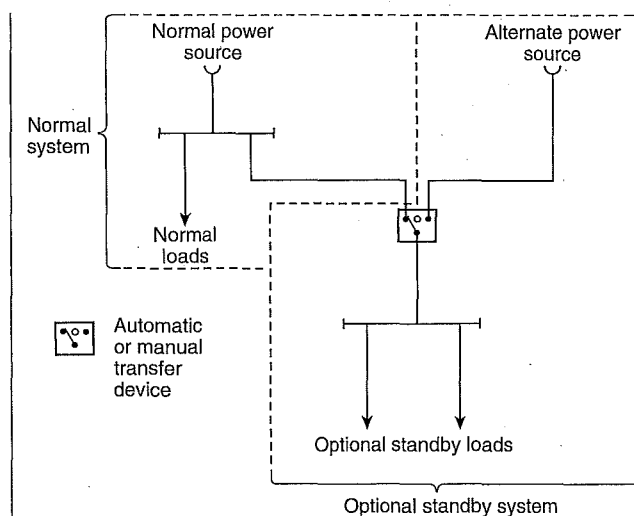 Normal power
source
Alternate power
source
Normal
system
Normal
loads
Automatic
or manual
transfer
device
Optional standby loads
Optional standby system